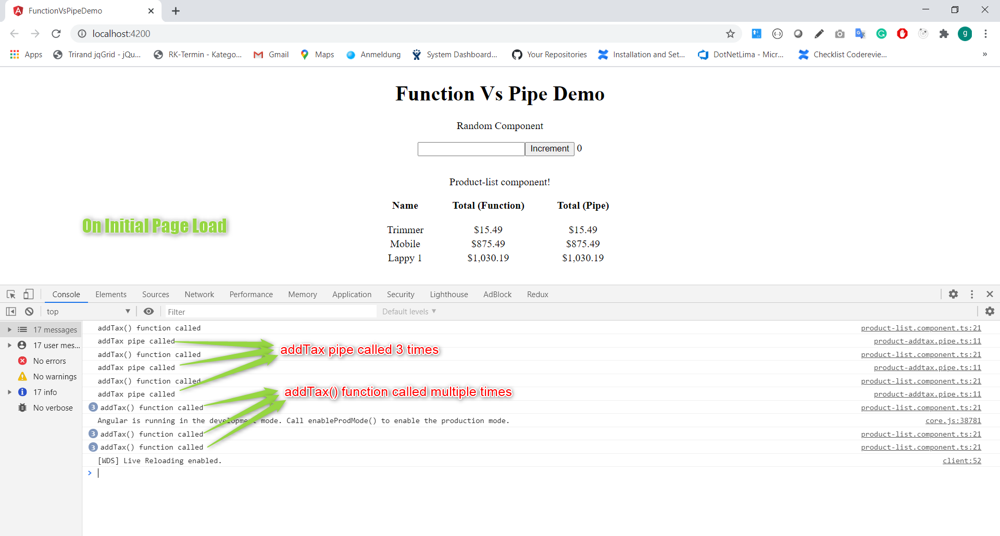 FunctionVsPipeDemo
localhost:4200
g
Apps Trirand jqGrid - jQu... RK-Termin - Katego... Gmail Maps Anmeldung System Dashboard... Your Repositories Installation and Set... DotNetLima - Micr... Checklist Codereview... »
Function Vs Pipe Demo
Random Component
Increment 0
Product-list component!
Name Total (Function) Total (Pipe)
On Initial Page Load
Trimmer $15.49 $15.49
Mobile $875.49 $875.49
Lappy 1 $1,030.19 $1,030.19
Console Elements Sources Network Performance Memory Application Security Lighthouse AdBlock Redux
top Filter Default levels
17 messages
17 user mes...
No errors
No warnings
17 info
No verbose
addTax() function called product-list.component.ts:21
addTax pipe called product-addtax.pipe.ts:11
addTax pipe called 3 times
addTax() function called product-list.component.ts:21
addTax pipe called product-addtax.pipe.ts:11
addTax() function called product-list.component.ts:21
addTax() function called multiple times
addTax pipe called product-addtax.pipe.ts:11
3 addTax() function called product-list.component.ts:21
Angular is running in the development mode. Call enableProdMode() to enable the production mode. core.js:38781
3 addTax() function called product-list.component.ts:21
3 addTax() function called product-list.component.ts:21
[WDS] Live Reloading enabled. client:52
>